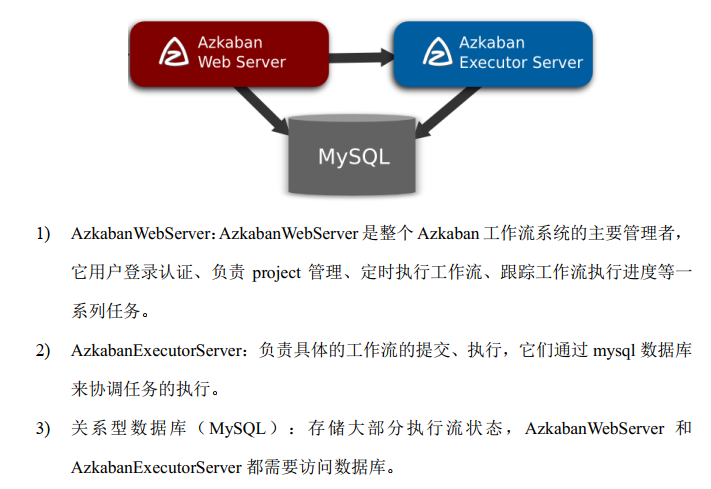 Azkaban
Web Server
Azkaban
Executor Server
MySQL
1) AzkabanWebServer：AzkabanWebServer 是整个 Azkaban 工作流系统的主要管理者，
它用户登录认证、负责 project 管理、定时执行工作流、跟踪工作流执行进度等一
系列任务。
2) AzkabanExecutorServer：负责具体的工作流的提交、执行，它们通过 mysql 数据库
来协调任务的执行。
3) 关系型数据库（MySQL）：存储大部分执行流状态，AzkabanWebServer 和
AzkabanExecutorServer 都需要访问数据库。